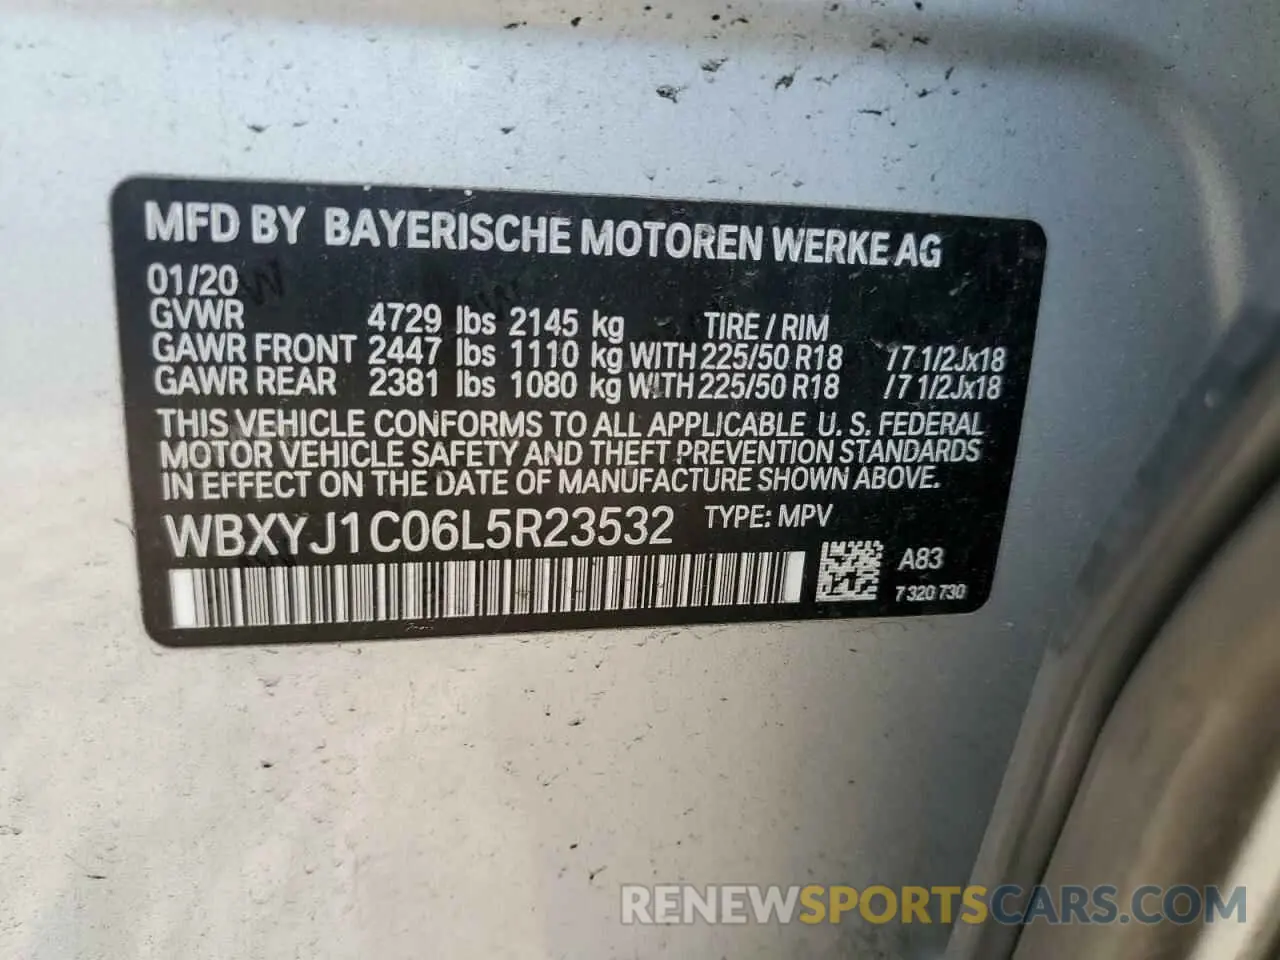 MFD BY BAYERISCHE MOTOREN WERKE AG
01/20
GVWR 4729 lbs 2145 kg TIRE / RIM
GAWR FRONT 2447 lbs 1110 kg WITH 225/50 R18 /7 1/2Jx18
GAWR REAR 2381 lbs 1080 kg WITH 225/50 R18 /7 1/2Jx18
THIS VEHICLE CONFORMS TO ALL APPLICABLE U. S. FEDERAL
MOTOR VEHICLE SAFETY AND THEFT PREVENTION STANDARDS
IN EFFECT ON THE DATE OF MANUFACTURE SHOWN ABOVE.
WBXYJ1C06L5R23532 TYPE: MPV
A83
7 320 730
RENEWSPORTSCARS.COM